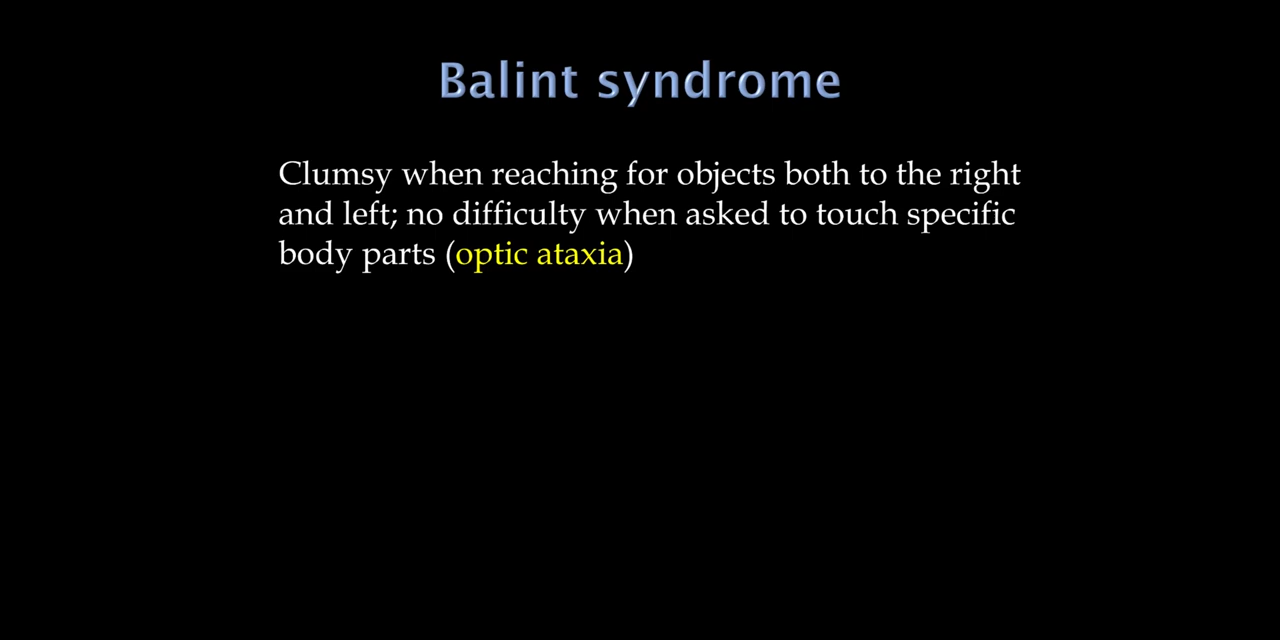 Balint syndrome
Clumsy when reaching for objects both to the right
and left; no difficulty when asked to touch specific
body parts (optic ataxia)